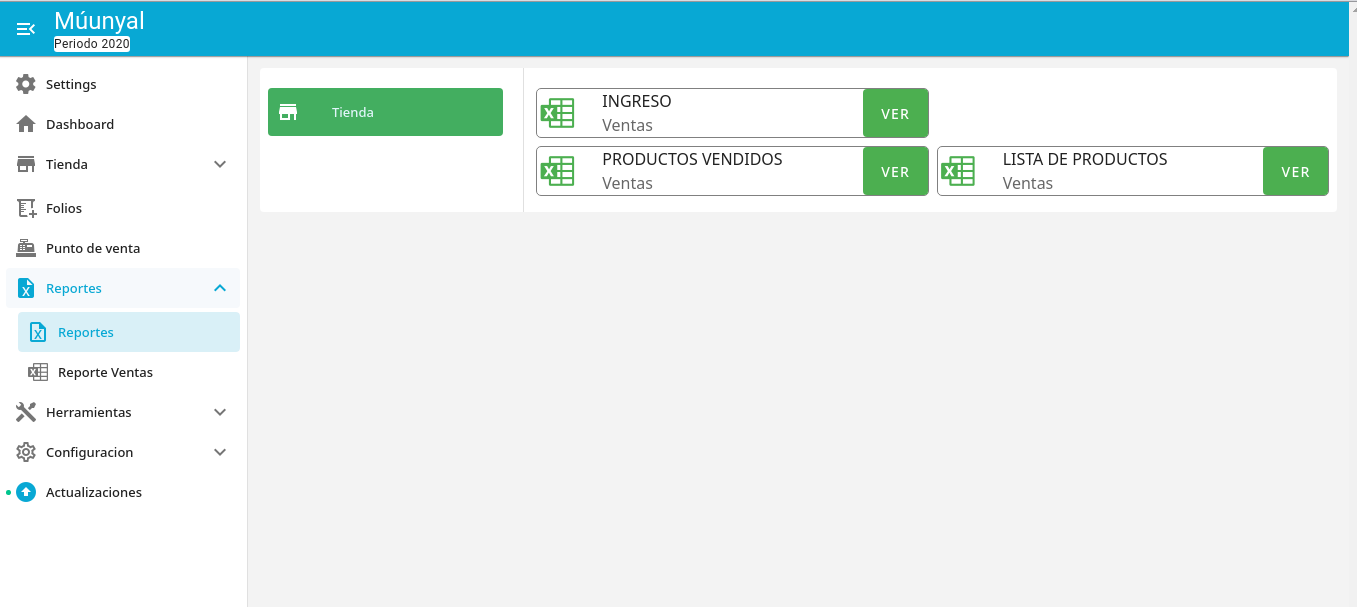 Múunyal
Periodo 2020
Settings
Dashboard
Tienda
Folios
Punto de venta
Reportes
Reportes
Reporte Ventas
Herramientas
Configuracion
Actualizaciones
Tienda
INGRESO
Ventas
VER
PRODUCTOS VENDIDOS
Ventas
VER
LISTA DE PRODUCTOS
Ventas
VER